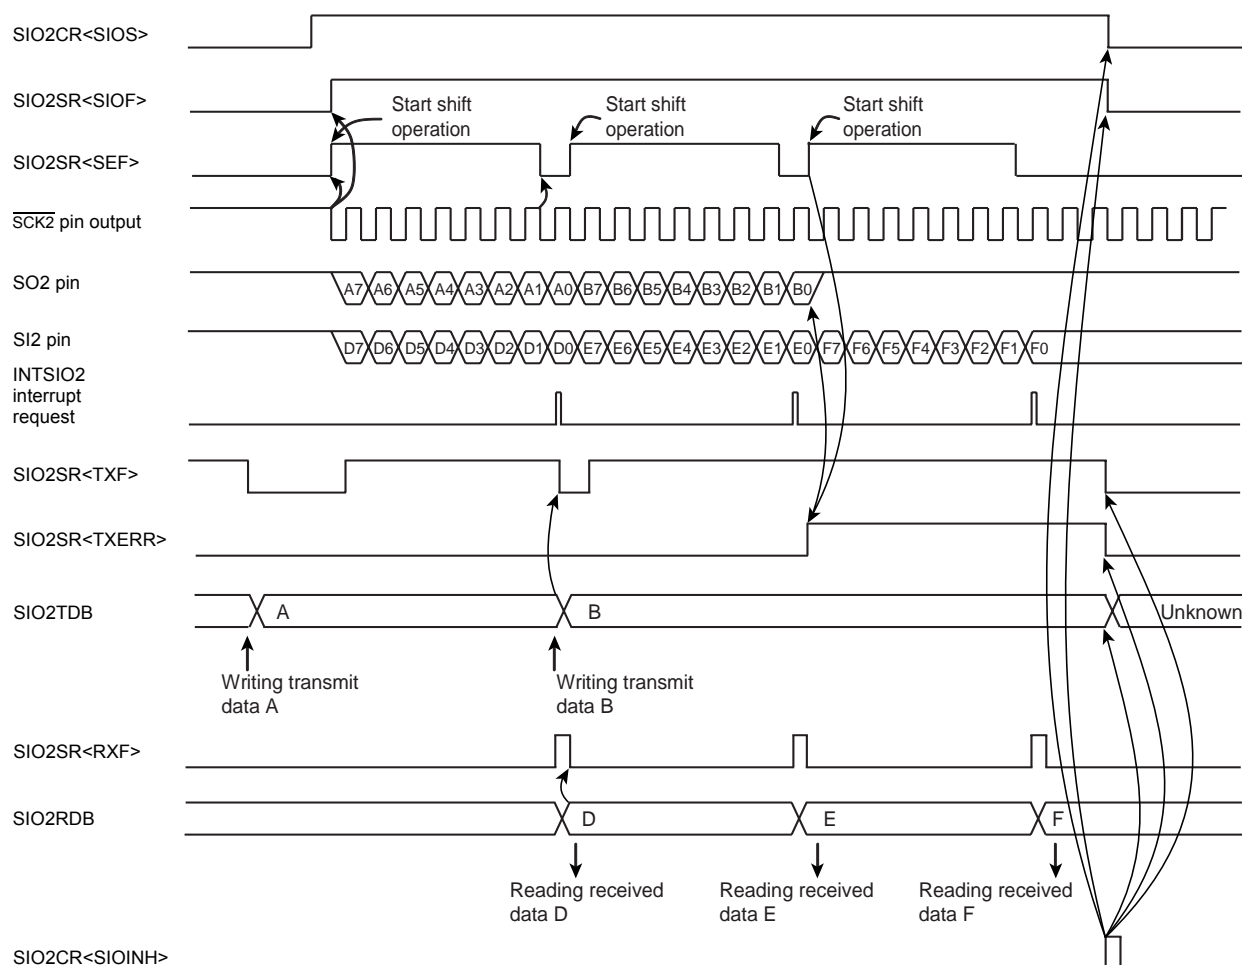 SIO2CR<SIOS>
SIO2SR<SIOF>
Start shift
operation
Start shift
operation
Start shift
operation
SIO2SR<SEF>
SCK2 pin output
SO2 pin
A7 A6 A5 A4 A3 A2 A1 A0 B7 B6 B5 B4 B3 B2 B1 B0
SI2 pin
D7 D6 D5 D4 D3 D2 D1 D0 E7 E6 E5 E4 E3 E2 E1 E0 F7 F6 F5 F4 F3 F2 F1 F0
INTSIO2
interrupt
request
SIO2SR<TXF>
SIO2SR<TXERR>
SIO2TDB
A
B
Unknown
Writing transmit
data A
Writing transmit
data B
SIO2SR<RXF>
SIO2RDB
D
E
F
Reading received
data D
Reading received
data E
Reading received
data F
SIO2CR<SIOINH>